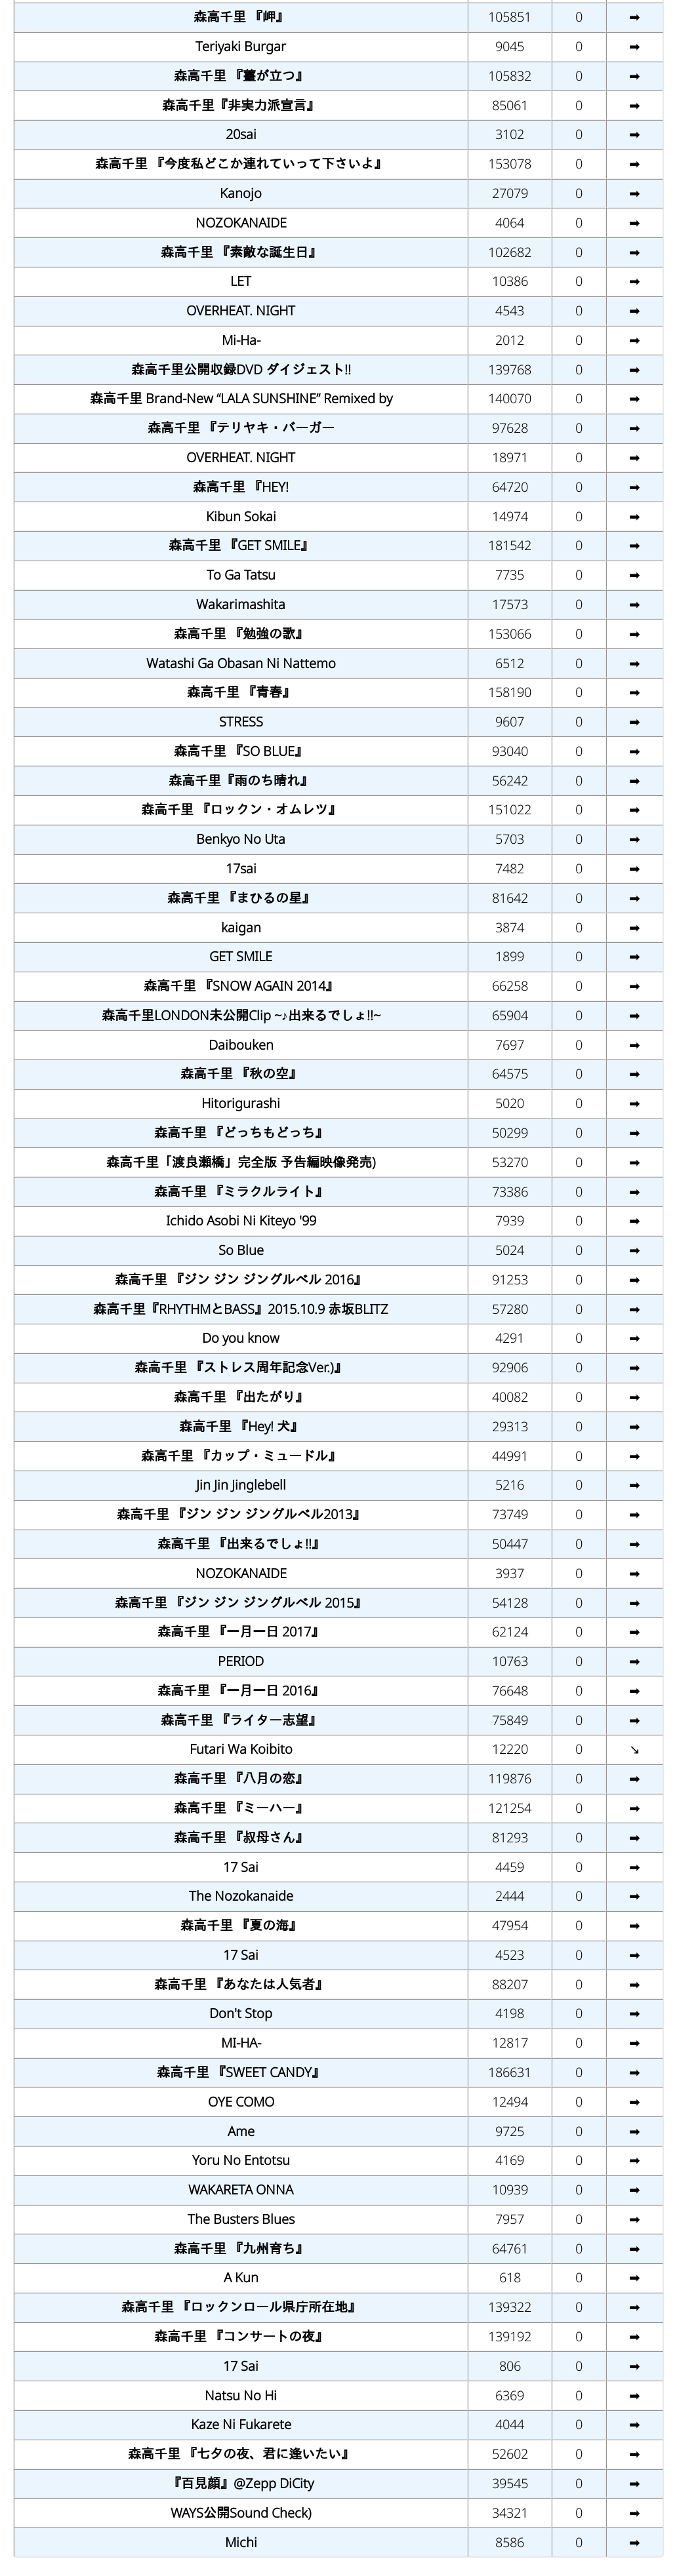 森高千里 『岬』 105851 0 ➡
Teriyaki Burgar 9045 0 ➡
森高千里 『薹が立つ』 105832 0 ➡
森高千里『非実力派宣言』 85061 0 ➡
20sai 3102 0 ➡
森高千里 『今度私どこか連れていって下さいよ』 153078 0 ➡
Kanojo 27079 0 ➡
NOZOKANAIDE 4064 0 ➡
森高千里 『素敵な誕生日』 102682 0 ➡
LET 10386 0 ➡
OVERHEAT. NIGHT 4543 0 ➡
Mi-Ha- 2012 0 ➡
森高千里公開収録DVD ダイジェスト!! 139768 0 ➡
森高千里 Brand-New “LALA SUNSHINE” Remixed by 140070 0 ➡
森高千里 『テリヤキ・バーガー 97628 0 ➡
OVERHEAT. NIGHT 18971 0 ➡
森高千里 『HEY! 64720 0 ➡
Kibun Sokai 14974 0 ➡
森高千里 『GET SMILE』 181542 0 ➡
To Ga Tatsu 7735 0 ➡
Wakarimashita 17573 0 ➡
森高千里 『勉強の歌』 153066 0 ➡
Watashi Ga Obasan Ni Nattemo 6512 0 ➡
森高千里 『青春』 158190 0 ➡
STRESS 9607 0 ➡
森高千里 『SO BLUE』 93040 0 ➡
森高千里『雨のち晴れ』 56242 0 ➡
森高千里 『ロックン・オムレツ』 151022 0 ➡
Benkyo No Uta 5703 0 ➡
17sai 7482 0 ➡
森高千里 『まひるの星』 81642 0 ➡
kaigan 3874 0 ➡
GET SMILE 1899 0 ➡
森高千里 『SNOW AGAIN 2014』 66258 0 ➡
森高千里LONDON未公開Clip ~♪出来るでしょ!!~ 65904 0 ➡
Daibouken 7697 0 ➡
森高千里 『秋の空』 64575 0 ➡
Hitorigurashi 5020 0 ➡
森高千里 『どっちもどっち』 50299 0 ➡
森高千里「渡良瀬橋」完全版 予告編映像発売) 53270 0 ➡
森高千里 『ミラクルライト』 73386 0 ➡
Ichido Asobi Ni Kiteyo '99 7939 0 ➡
So Blue 5024 0 ➡
森高千里 『ジン ジン ジングルベル 2016』 91253 0 ➡
森高千里『RHYTHMとBASS』2015.10.9 赤坂BLITZ 57280 0 ➡
Do you know 4291 0 ➡
森高千里 『ストレス周年記念Ver.)』 92906 0 ➡
森高千里 『出たがり』 40082 0 ➡
森高千里 『Hey! 犬』 29313 0 ➡
森高千里 『カップ・ミュードル』 44991 0 ➡
Jin Jin Jinglebell 5216 0 ➡
森高千里 『ジン ジン ジングルベル2013』 73749 0 ➡
森高千里 『出来るでしょ!!』 50447 0 ➡
NOZOKANAIDE 3937 0 ➡
森高千里 『ジン ジン ジングルベル 2015』 54128 0 ➡
森高千里 『一月一日 2017』 62124 0 ➡
PERIOD 10763 0 ➡
森高千里 『一月一日 2016』 76648 0 ➡
森高千里 『ライター志望』 75849 0 ➡
Futari Wa Koibito 12220 0 ↘
森高千里 『八月の恋』 119876 0 ➡
森高千里 『ミーハー』 121254 0 ➡
森高千里 『叔母さん』 81293 0 ➡
17 Sai 4459 0 ➡
The Nozokanaide 2444 0 ➡
森高千里 『夏の海』 47954 0 ➡
17 Sai 4523 0 ➡
森高千里 『あなたは人気者』 88207 0 ➡
Don't Stop 4198 0 ➡
MI-HA- 12817 0 ➡
森高千里 『SWEET CANDY』 186631 0 ➡
OYE COMO 12494 0 ➡
Ame 9725 0 ➡
Yoru No Entotsu 4169 0 ➡
WAKARETA ONNA 10939 0 ➡
The Busters Blues 7957 0 ➡
森高千里 『九州育ち』 64761 0 ➡
A Kun 618 0 ➡
森高千里 『ロックンロール県庁所在地』 139322 0 ➡
森高千里 『コンサートの夜』 139192 0 ➡
17 Sai 806 0 ➡
Natsu No Hi 6369 0 ➡
Kaze Ni Fukarete 4044 0 ➡
森高千里 『七夕の夜、君に逢いたい』 52602 0 ➡
『百見顔』@Zepp DiCity 39545 0 ➡
WAYS公開Sound Check) 34321 0 ➡
Michi 8586 0 ➡